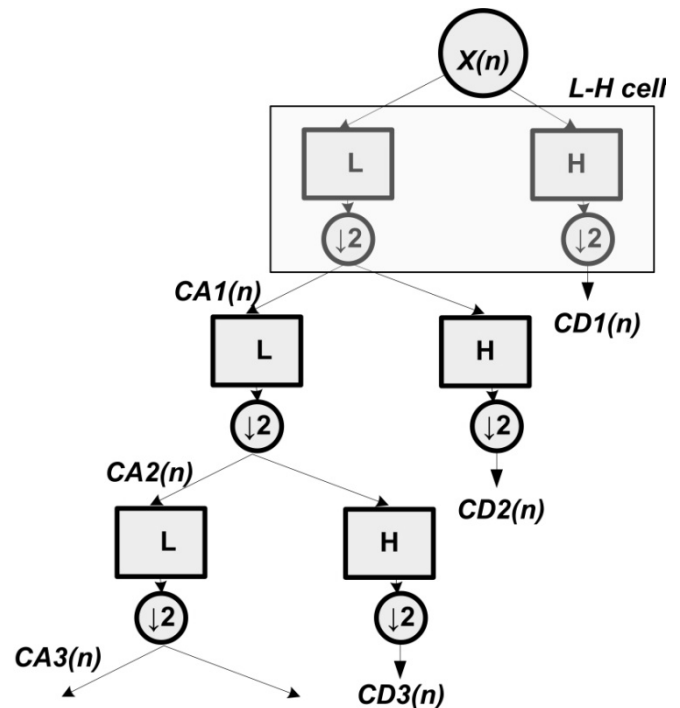 X(n)
L-H cell
L
H
↓2
↓2
CA1(n)
CD1(n)
L
H
↓2
↓2
CA2(n)
CD2(n)
L
H
↓2
↓2
CA3(n)
CD3(n)